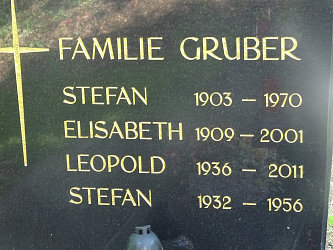 FAMILIE GRUBER
STEFAN 1903 – 1970
ELISABETH 1909 – 2001
LEOPOLD 1936 – 2011
STEFAN 1932 – 1956